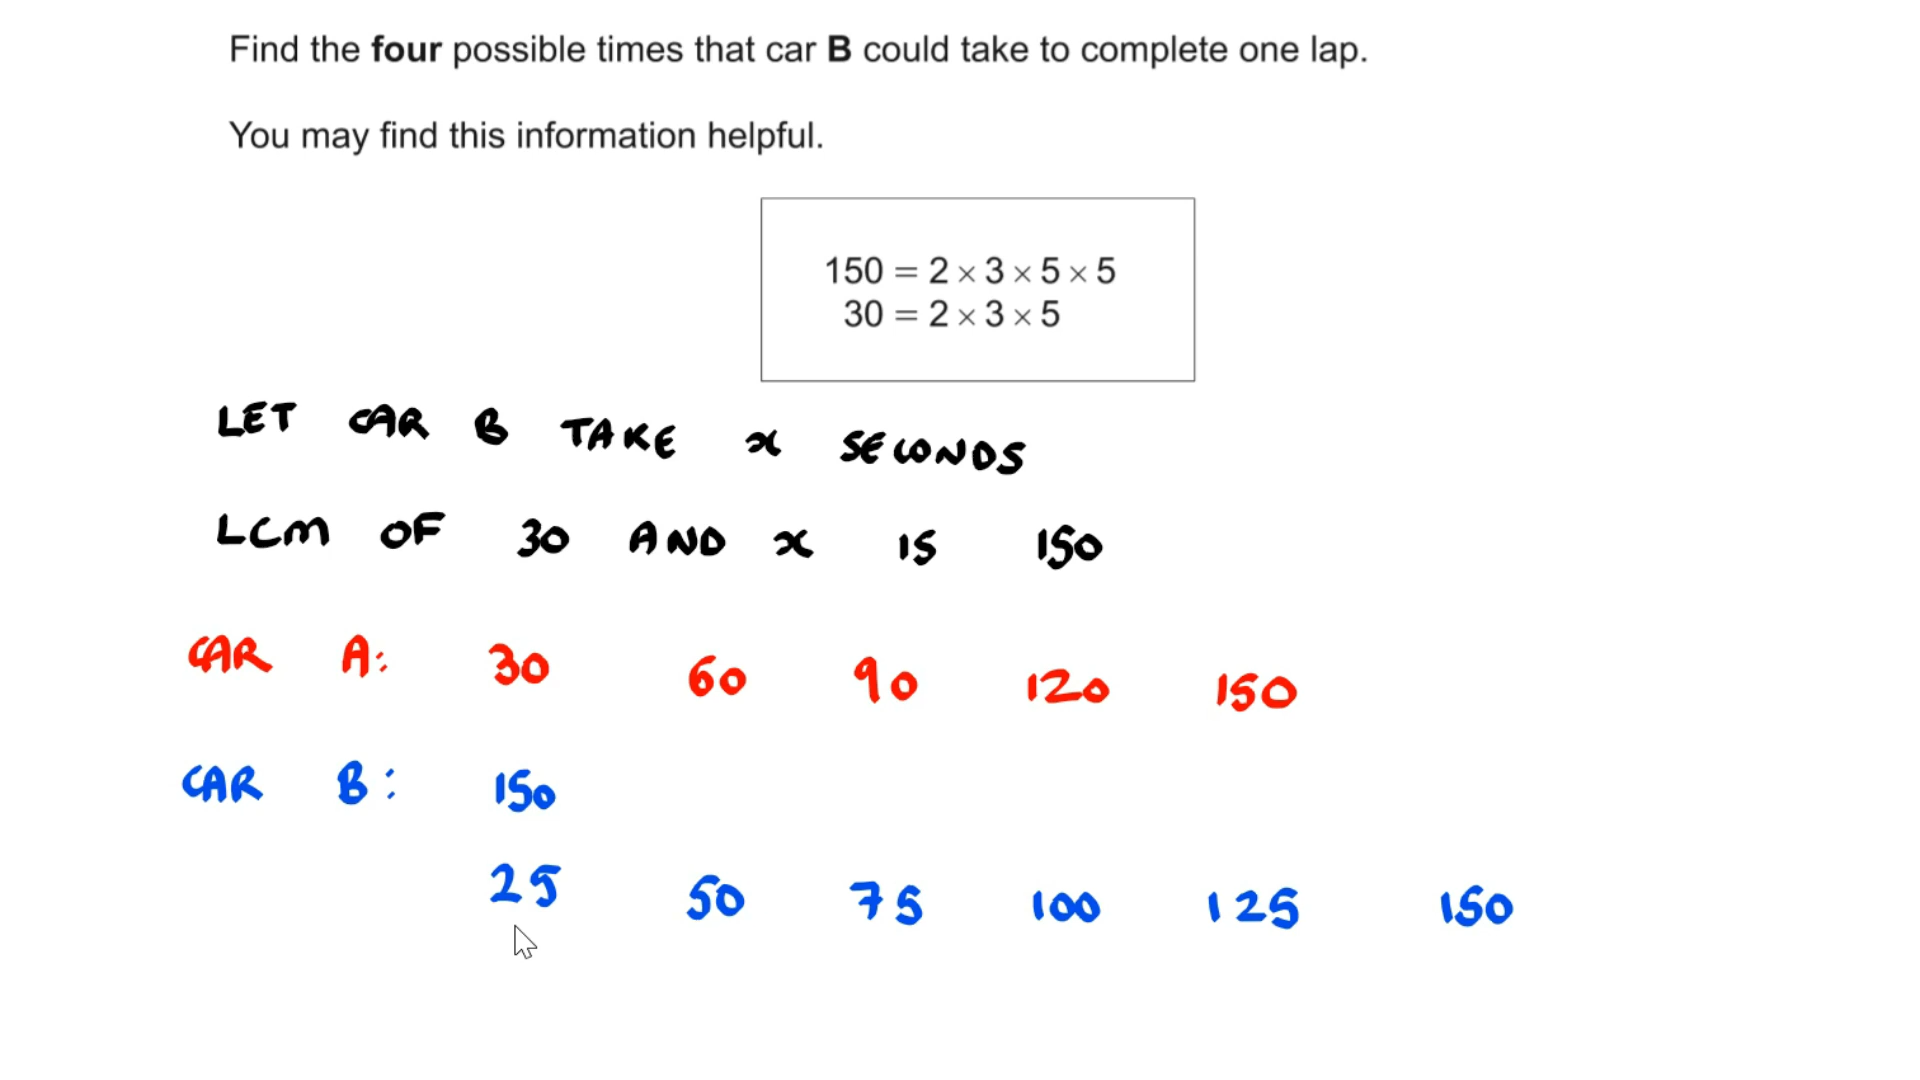 Find the four possible times that car B could take to complete one lap.
You may find this information helpful.
150 = 2 × 3 × 5 × 5
30 = 2 × 3 × 5
LET CAR B TAKE x SECONDS
LCM OF 30 AND x IS 150
CAR A: 30 60 90 120 150
CAR B: 150
25 50 75 100 125 150